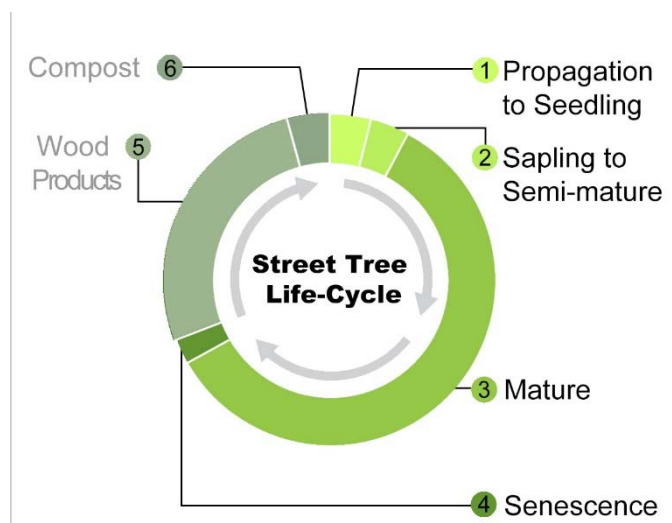 Compost 6
1 Propagation
to Seedling
Wood 5
Products
2 Sapling to
Semi-mature
Street Tree
Life-Cycle
3 Mature
4 Senescence